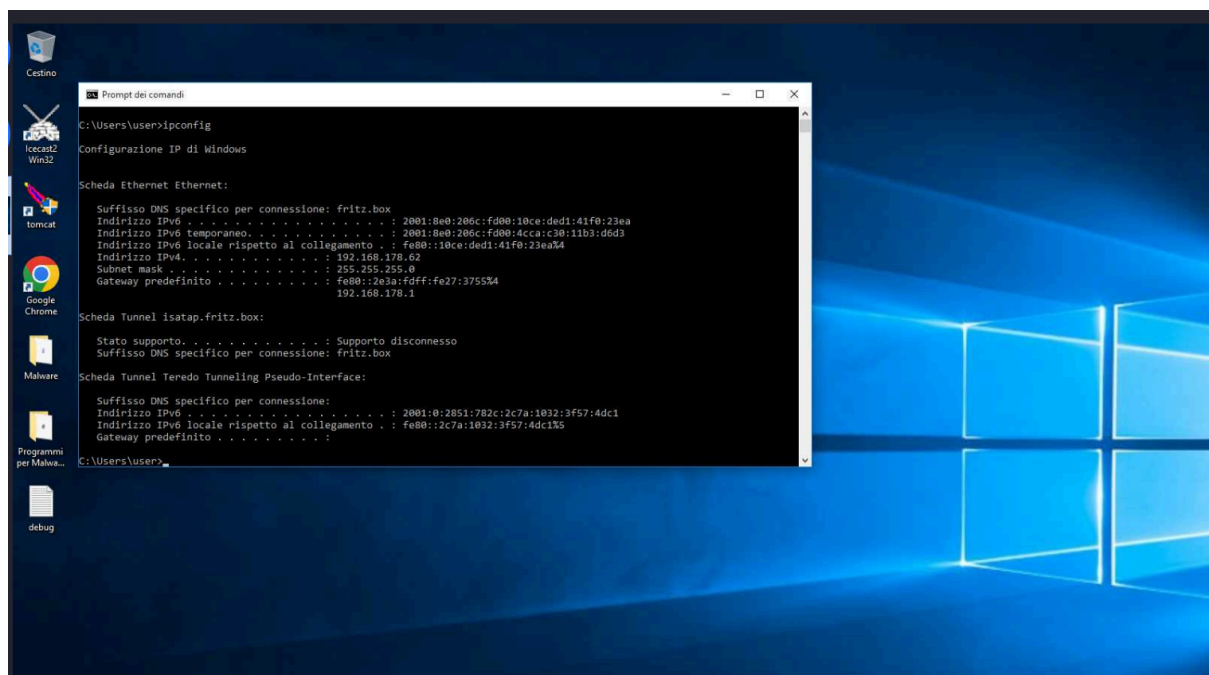 Cestino
Icecast2
Win32
tomcat
Google
Chrome
Malware
Programmi
per Malwa...
debug
Prompt dei comandi
C:\Users\user>ipconfig
Configurazione IP di Windows
Scheda Ethernet Ethernet:
Suffisso DNS specifico per connessione: fritz.box
Indirizzo IPv6 . . . . . . . . . . . . . . . . . : 2001:8e0:206c:fd00:10ce:ded1:41f0:23ea
Indirizzo IPv6 temporaneo. . . . . . . . . . . . : 2001:8e0:206c:fd00:4cca:c30:11b3:d6d3
Indirizzo IPv6 locale rispetto al collegamento . : fe80::10ce:ded1:41f0:23ea%4
Indirizzo IPv4. . . . . . . . . . . . : 192.168.178.62
Subnet mask . . . . . . . . . . . . . : 255.255.255.0
Gateway predefinito . . . . . . . . . : fe80::2e3a:fdff:fe27:3755%4
192.168.178.1
Scheda Tunnel isatap.fritz.box:
Stato supporto. . . . . . . . . . . . : Supporto disconnesso
Suffisso DNS specifico per connessione: fritz.box
Scheda Tunnel Teredo Tunneling Pseudo-Interface:
Suffisso DNS specifico per connessione:
Indirizzo IPv6 . . . . . . . . . . . . . . . . . : 2001:0:2851:782c:2c7a:1032:3f57:4dc1
Indirizzo IPv6 locale rispetto al collegamento . : fe80::2c7a:1032:3f57:4dc1%5
Gateway predefinito . . . . . . . . . :
C:\Users\user>_